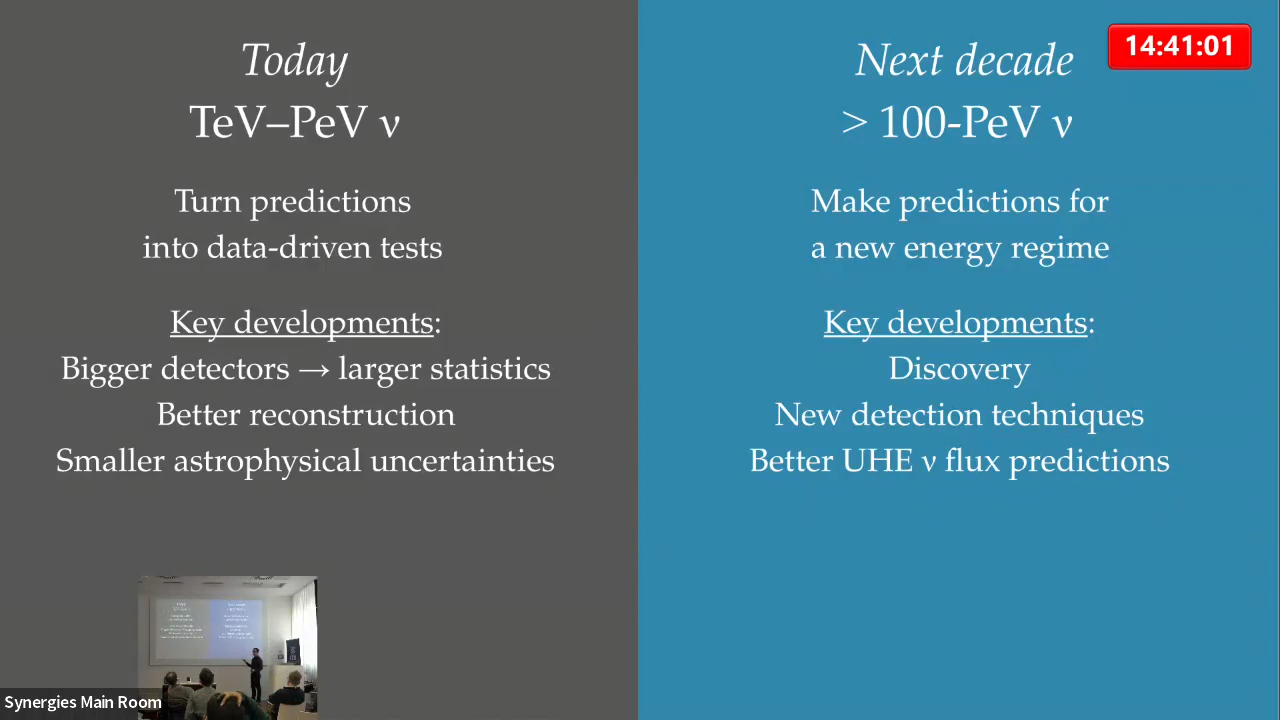 Today
TeV–PeV ν
Turn predictions
into data-driven tests
Key developments:
Bigger detectors → larger statistics
Better reconstruction
Smaller astrophysical uncertainties
Next decade
> 100-PeV ν
Make predictions for
a new energy regime
Key developments:
Discovery
New detection techniques
Better UHE ν flux predictions
14:41:01
Synergies Main Room